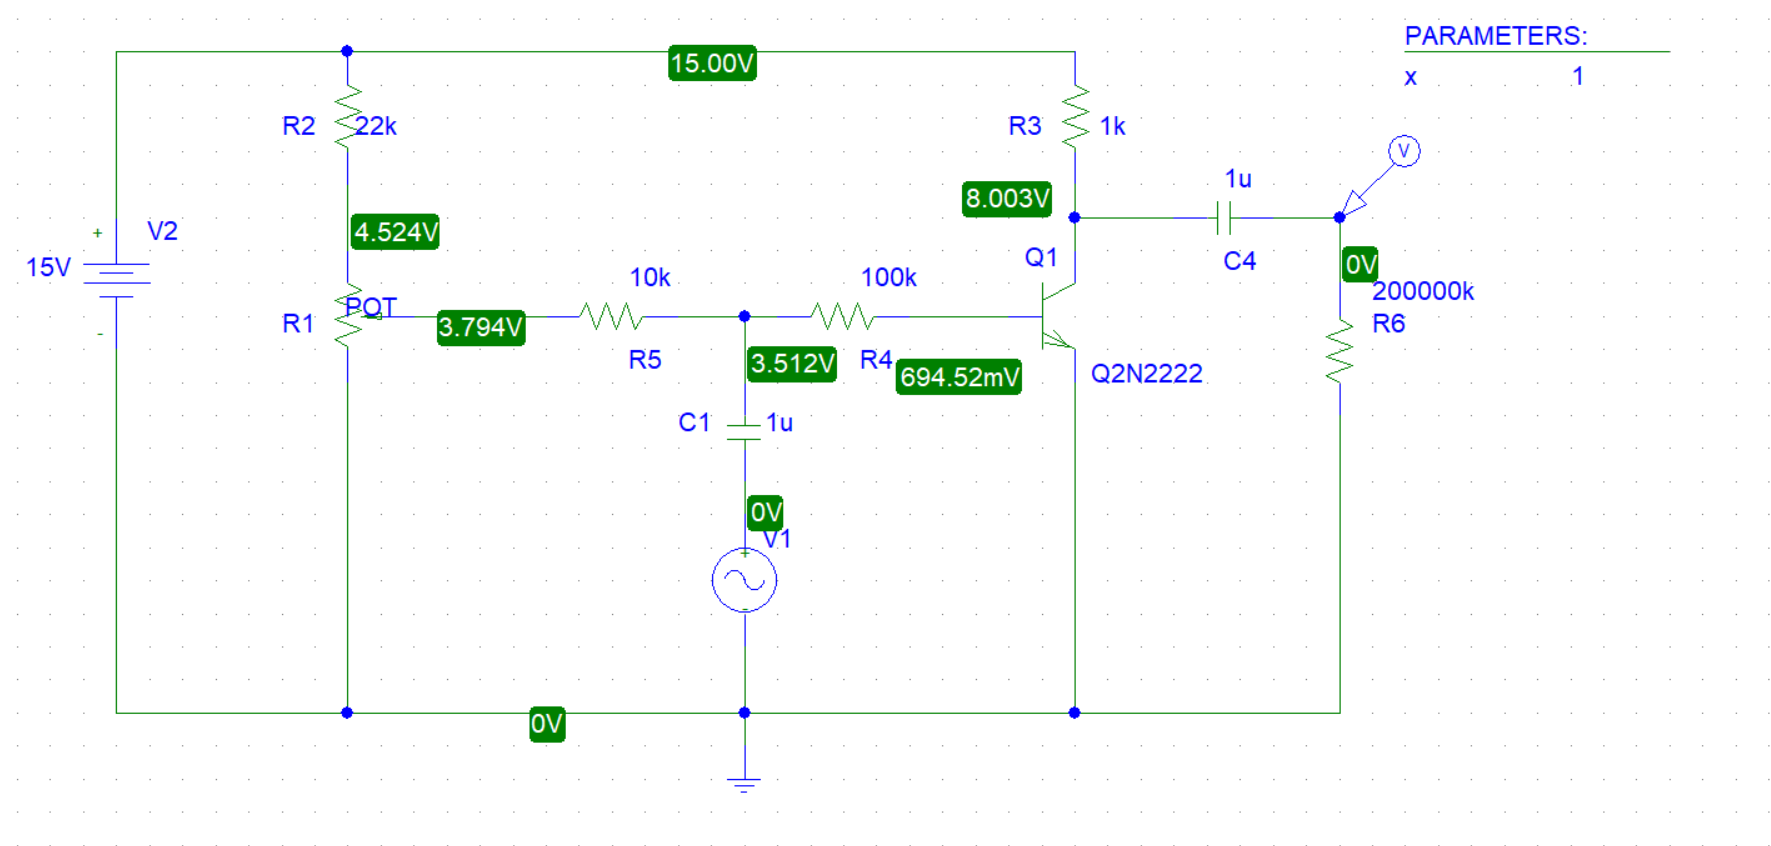 PARAMETERS:
x 1
15.00V
R2 22k
R3 1k
V
1u
8.003V
+ V2
4.524V
15V
Q1
C4
0V
10k
100k
200000k
POT
R1
3.794V
R6
-
R5
3.512V
R4
694.52mV
Q2N2222
C1 1u
0V
V1
+
-
0V